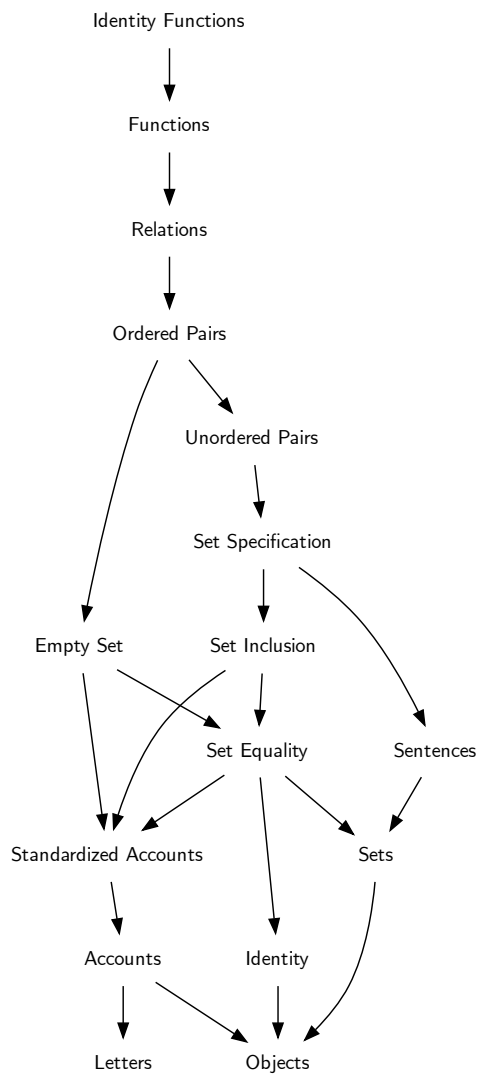 Identity Functions
Functions
Relations
Ordered Pairs
Unordered Pairs
Set Specification
Empty Set
Set Inclusion
Set Equality
Sentences
Standardized Accounts
Sets
Accounts
Identity
Letters
Objects